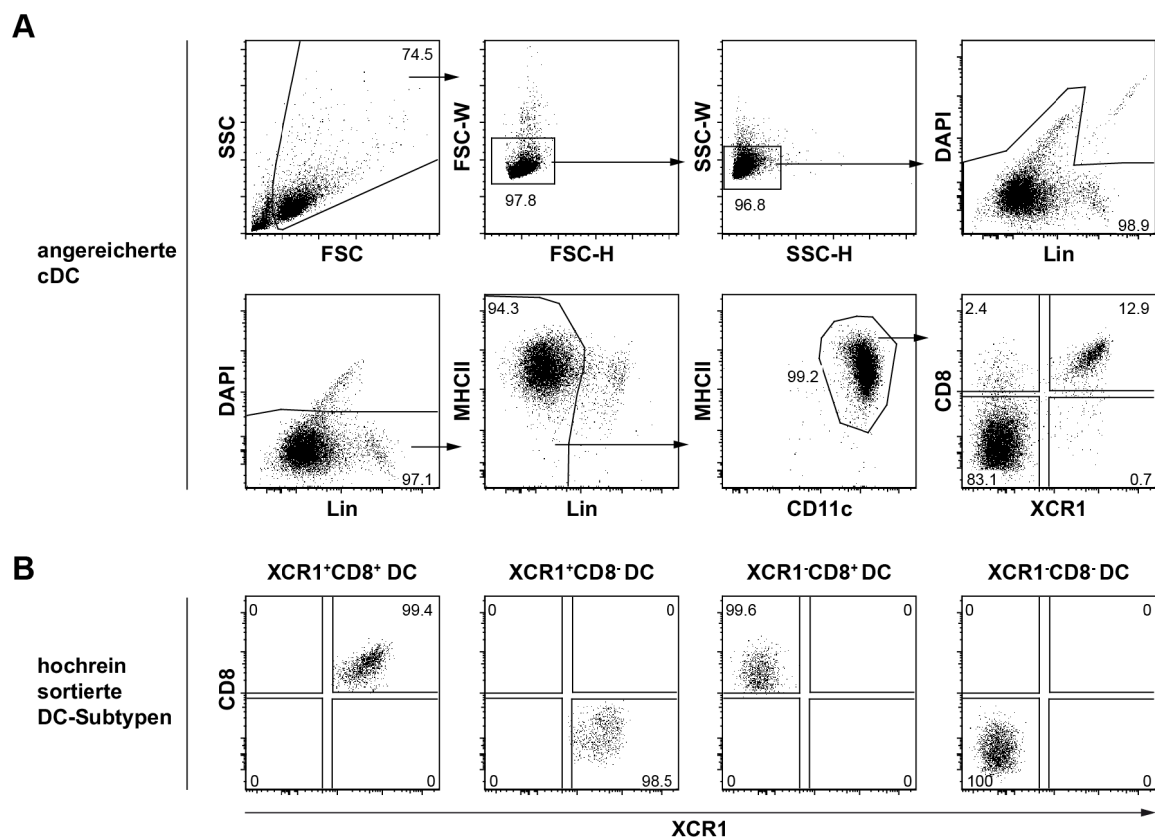 A
angereicherte
cDC
SSC
74.5
FSC
FSC-W
97.8
FSC-H
SSC-W
96.8
SSC-H
DAPI
98.9
Lin
DAPI
97.1
Lin
MHCII
94.3
Lin
MHCII
99.2
CD11c
CD8
2.4
12.9
83.1
0.7
XCR1
B
hochrein
sortierte
DC-Subtypen
XCR1⁺CD8⁺ DC
XCR1⁺CD8⁻ DC
XCR1⁻CD8⁺ DC
XCR1⁻CD8⁻ DC
CD8
0
99.4
0
0
0
0
0
98.5
99.6
0
0
0
0
0
100
0
XCR1